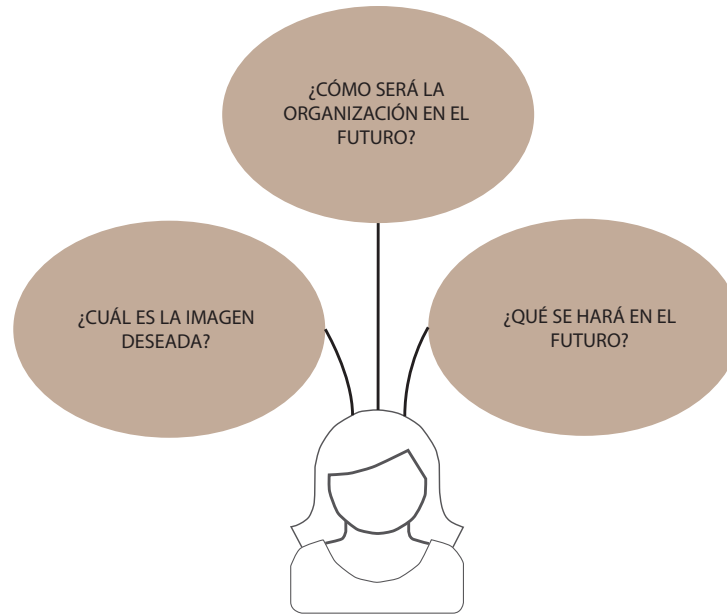 ¿CÓMO SERÁ LA
ORGANIZACIÓN EN EL
FUTURO?
¿CUÁL ES LA IMAGEN
DESEADA?
¿QUÉ SE HARÁ EN EL
FUTURO?